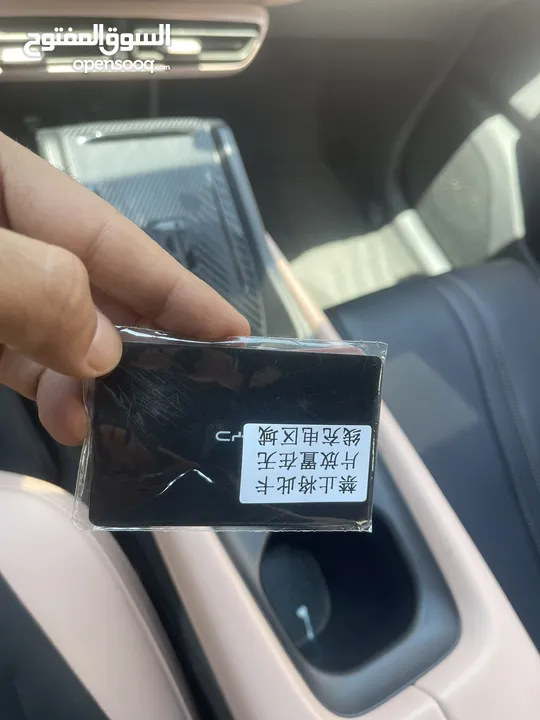 السوق المفتوح
opensooq.com
禁止将此卡
片放置在无
线充电区域